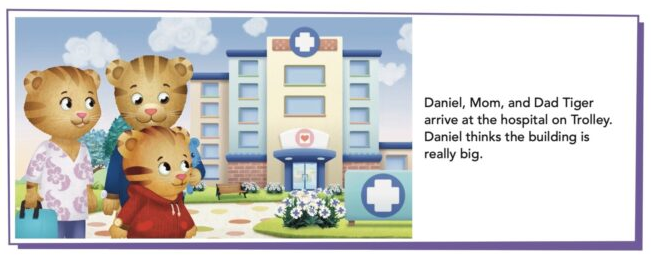 Daniel, Mom, and Dad Tiger
arrive at the hospital on Trolley.
Daniel thinks the building is
really big.